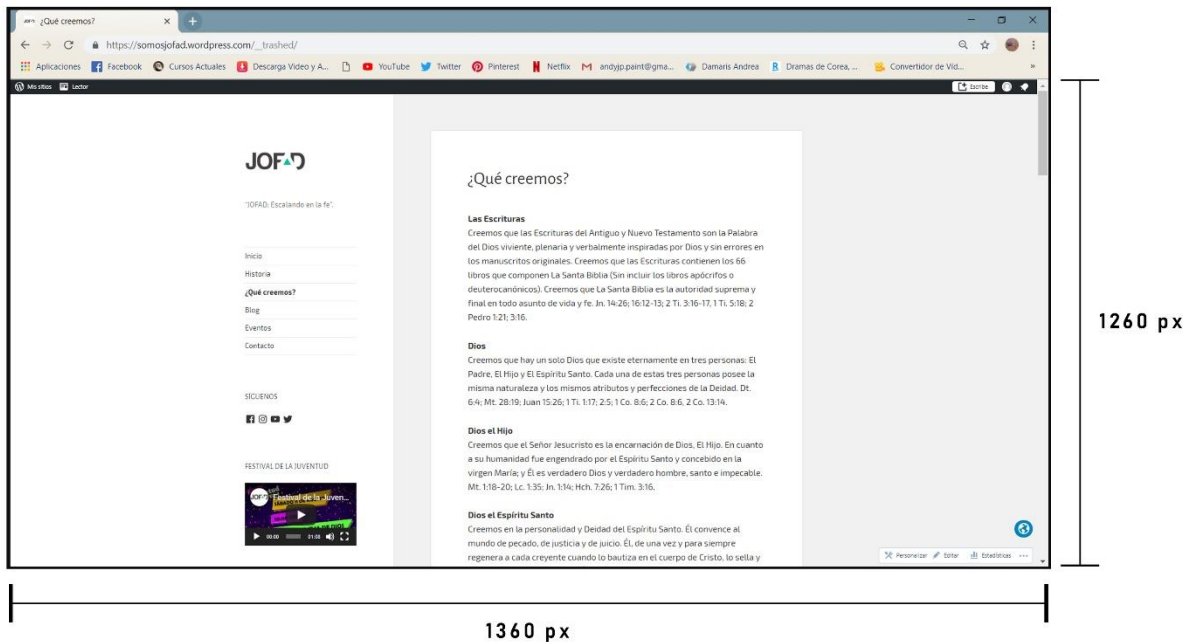 ¿Qué creemos?
https://somosjofad.wordpress.com/__trashed/
Aplicaciones Facebook Cursos Actuales Descarga Video y A... YouTube Twitter Pinterest Netflix andyjp.paint@gma... Damaris Andrea Dramas de Corea, ... Convertidor de Vid... »
Mis sitios Lector Escribe
JOFAD
"JOFAD: Escalando en la fe".
Inicio
Historia
¿Qué creemos?
Blog
Eventos
Contacto
SÍGUENOS
FESTIVAL DE LA JUVENTUD
Festival de la Juven...
00:00 01:08
¿Qué creemos?
Las Escrituras
Creemos que las Escrituras del Antiguo y Nuevo Testamento son la Palabra
del Dios viviente, plenaria y verbalmente inspiradas por Dios y sin errores en
los manuscritos originales. Creemos que las Escrituras contienen los 66
libros que componen La Santa Biblia (Sin incluir los libros apócrifos o
deuterocanónicos). Creemos que La Santa Biblia es la autoridad suprema y
final en todo asunto de vida y fe. Jn. 14:26; 16:12-13; 2 Ti. 3:16-17, 1 Ti. 5:18; 2
Pedro 1:21; 3:16.
Dios
Creemos que hay un solo Dios que existe eternamente en tres personas: El
Padre, El Hijo y El Espíritu Santo. Cada una de estas tres personas posee la
misma naturaleza y los mismos atributos y perfecciones de la Deidad. Dt.
6:4; Mt. 28:19; Juan 15:26; 1 Ti. 1:17; 2:5; 1 Co. 8:6; 2 Co. 8:6, 2 Co. 13:14.
Dios el Hijo
Creemos que el Señor Jesucristo es la encarnación de Dios, El Hijo. En cuanto
a su humanidad fue engendrado por el Espíritu Santo y concebido en la
virgen María; y Él es verdadero Dios y verdadero hombre, santo e impecable.
Mt. 1:18-20; Lc. 1:35; Jn. 1:14; Hch. 7:26; 1 Tim. 3:16.
Dios el Espíritu Santo
Creemos en la personalidad y Deidad del Espíritu Santo. Él convence al
mundo de pecado, de justicia y de juicio. Él, de una vez y para siempre
regenera a cada creyente cuando lo bautiza en el cuerpo de Cristo, lo sella y
Personalizar Editar Estadísticas ...
1260 px
1360 px